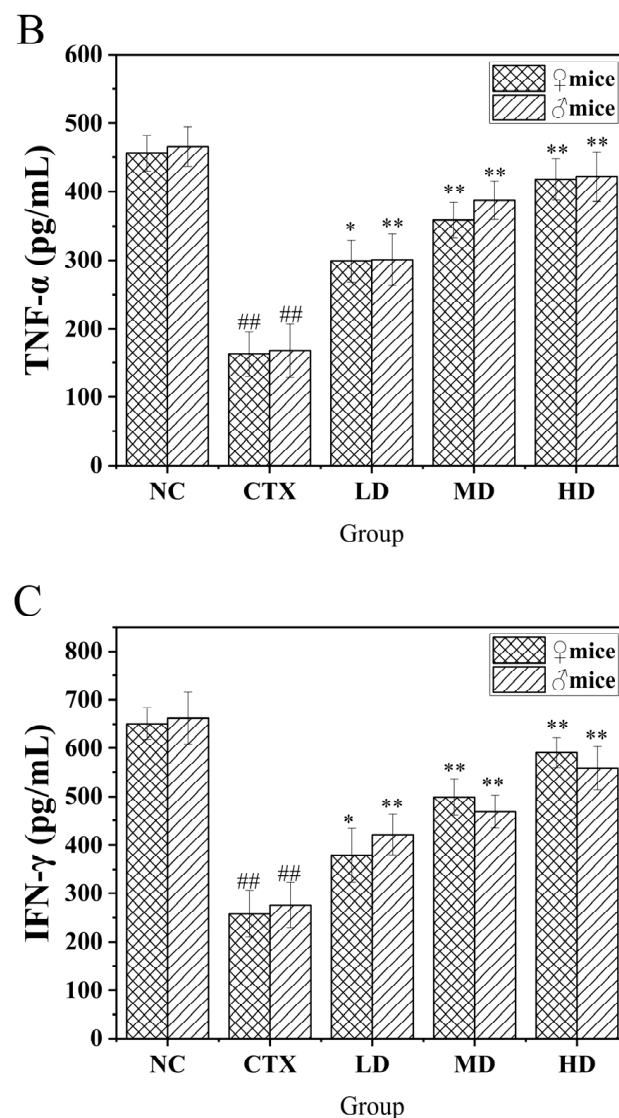 B
600
500
400
300
200
100
0
TNF-α (pg/mL)
♀mice
♂mice
## ## * ** ** ** ** **
NC CTX LD MD HD
Group
C
800
700
600
500
400
300
200
100
0
IFN-γ (pg/mL)
♀mice
♂mice
## ## * ** ** ** ** **
NC CTX LD MD HD
Group